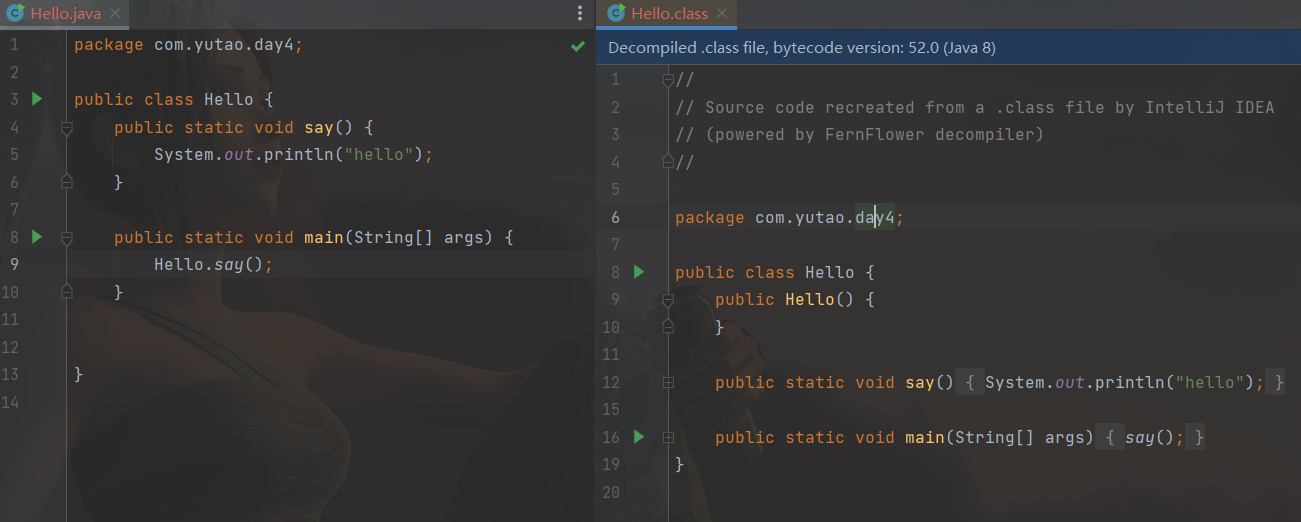 Hello.java
1 package com.yutao.day4;
2
3 public class Hello {
4 public static void say() {
5 System.out.println("hello");
6 }
7
8 public static void main(String[] args) {
9 Hello.say();
10 }
11
12
13 }
14
Hello.class
Decompiled .class file, bytecode version: 52.0 (Java 8)
1 //
2 // Source code recreated from a .class file by IntelliJ IDEA
3 // (powered by FernFlower decompiler)
4 //
5
6 package com.yutao.day4;
7
8 public class Hello {
9 public Hello() {
10 }
11
12 public static void say() { System.out.println("hello"); }
15
16 public static void main(String[] args) { say(); }
19 }
20